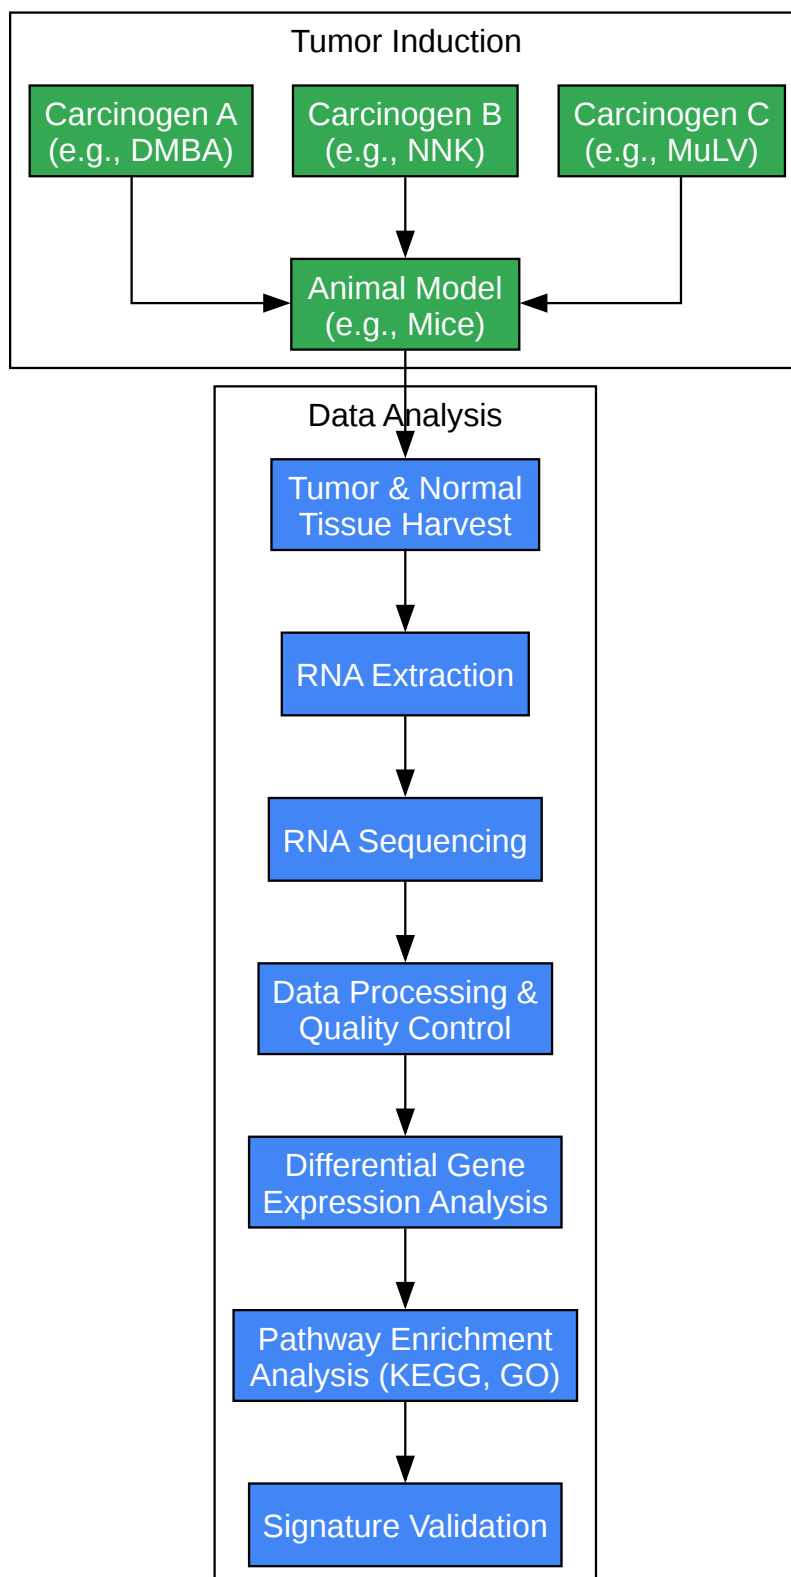 Tumor Induction
Carcinogen A
(e.g., DMBA)
Carcinogen B
(e.g., NNK)
Carcinogen C
(e.g., MuLV)
Animal Model
(e.g., Mice)
Data Analysis
Tumor & Normal
Tissue Harvest
RNA Extraction
RNA Sequencing
Data Processing &
Quality Control
Differential Gene
Expression Analysis
Pathway Enrichment
Analysis (KEGG, GO)
Signature Validation